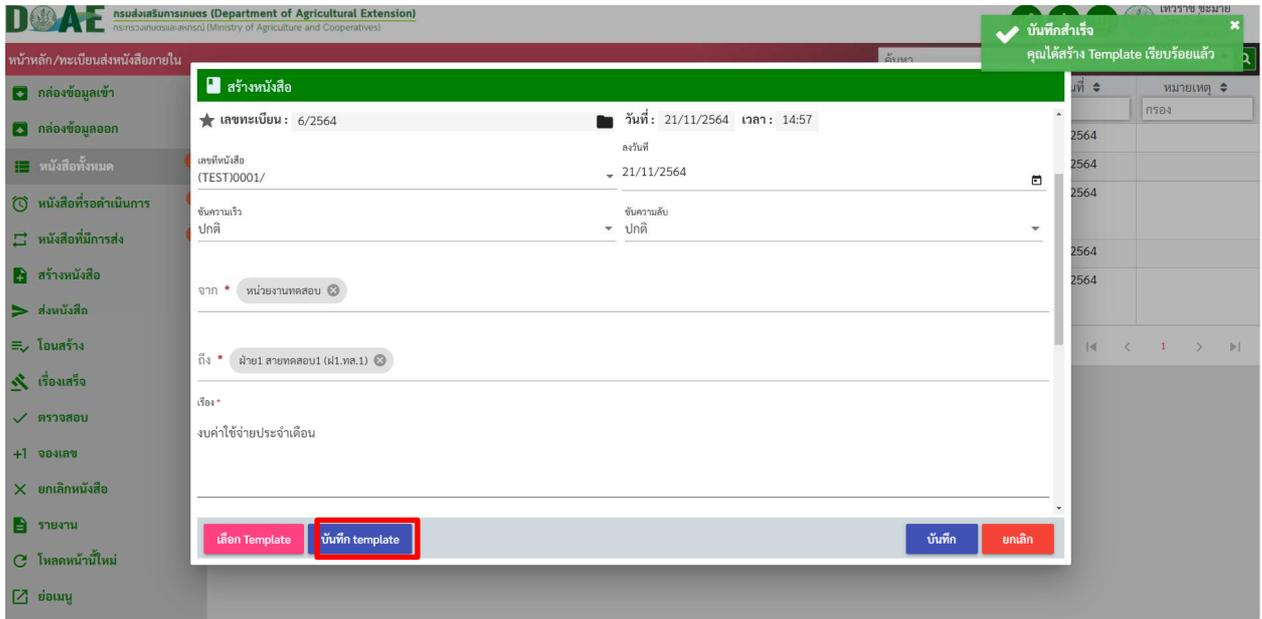 DOAE
กรมส่งเสริมการเกษตร (Department of Agricultural Extension)
กระทรวงเกษตรและสหกรณ์ (Ministry of Agriculture and Cooperatives)
เทวราช ชะมาย
บันทึกสำเร็จ
คุณได้สร้าง Template เรียบร้อยแล้ว
หน้าหลัก/ทะเบียนส่งหนังสือภายใน
ค้นหา
กล่องข้อมูลเข้า
กล่องข้อมูลออก
หนังสือทั้งหมด
หนังสือที่รอดำเนินการ
หนังสือที่มีการส่ง
สร้างหนังสือ
ส่งหนังสือ
โอนสร้าง
เรื่องเสร็จ
ตรวจสอบ
+1 จองเลข
ยกเลิกหนังสือ
รายงาน
โหลดหน้านี้ใหม่
ย่อเมนู
สร้างหนังสือ
เลขทะเบียน : 6/2564 วันที่ : 21/11/2564 เวลา : 14:57
เลขที่หนังสือ
(TEST)0001/
ลงวันที่
21/11/2564
ชั้นความเร็ว
ปกติ
ชั้นความลับ
ปกติ
จาก * หน่วยงานทดสอบ
ถึง * ฝ่าย1 สายทดสอบ1 (ฝ1.ทส.1)
เรื่อง *
งบค่าใช้จ่ายประจำเดือน
เลือก Template
บันทึก template
บันทึก
ยกเลิก
หมายเหตุ
กรอง
2564
2564
2564
2564
2564
1